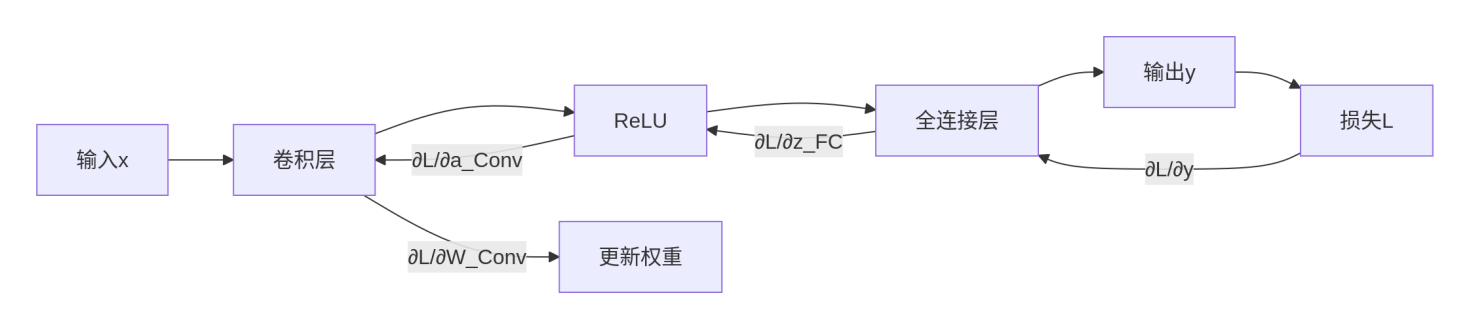 输入x
卷积层
ReLU
全连接层
输出y
损失L
∂L/∂a_Conv
∂L/∂z_FC
∂L/∂y
∂L/∂W_Conv
更新权重